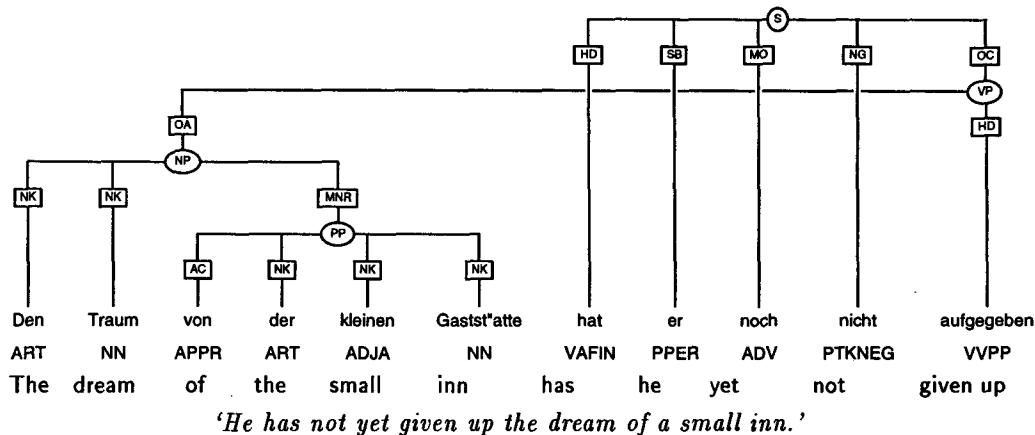 S
HD SB MO NG OC
VP
OA HD
NP
NK NK MNR
PP
AC NK NK NK
Den Traum von der kleinen Gastst"atte hat er noch nicht aufgegeben
ART NN APPR ART ADJA NN VAFIN PPER ADV PTKNEG VVPP
The dream of the small inn has he yet not given up
‘He has not yet given up the dream of a small inn.’